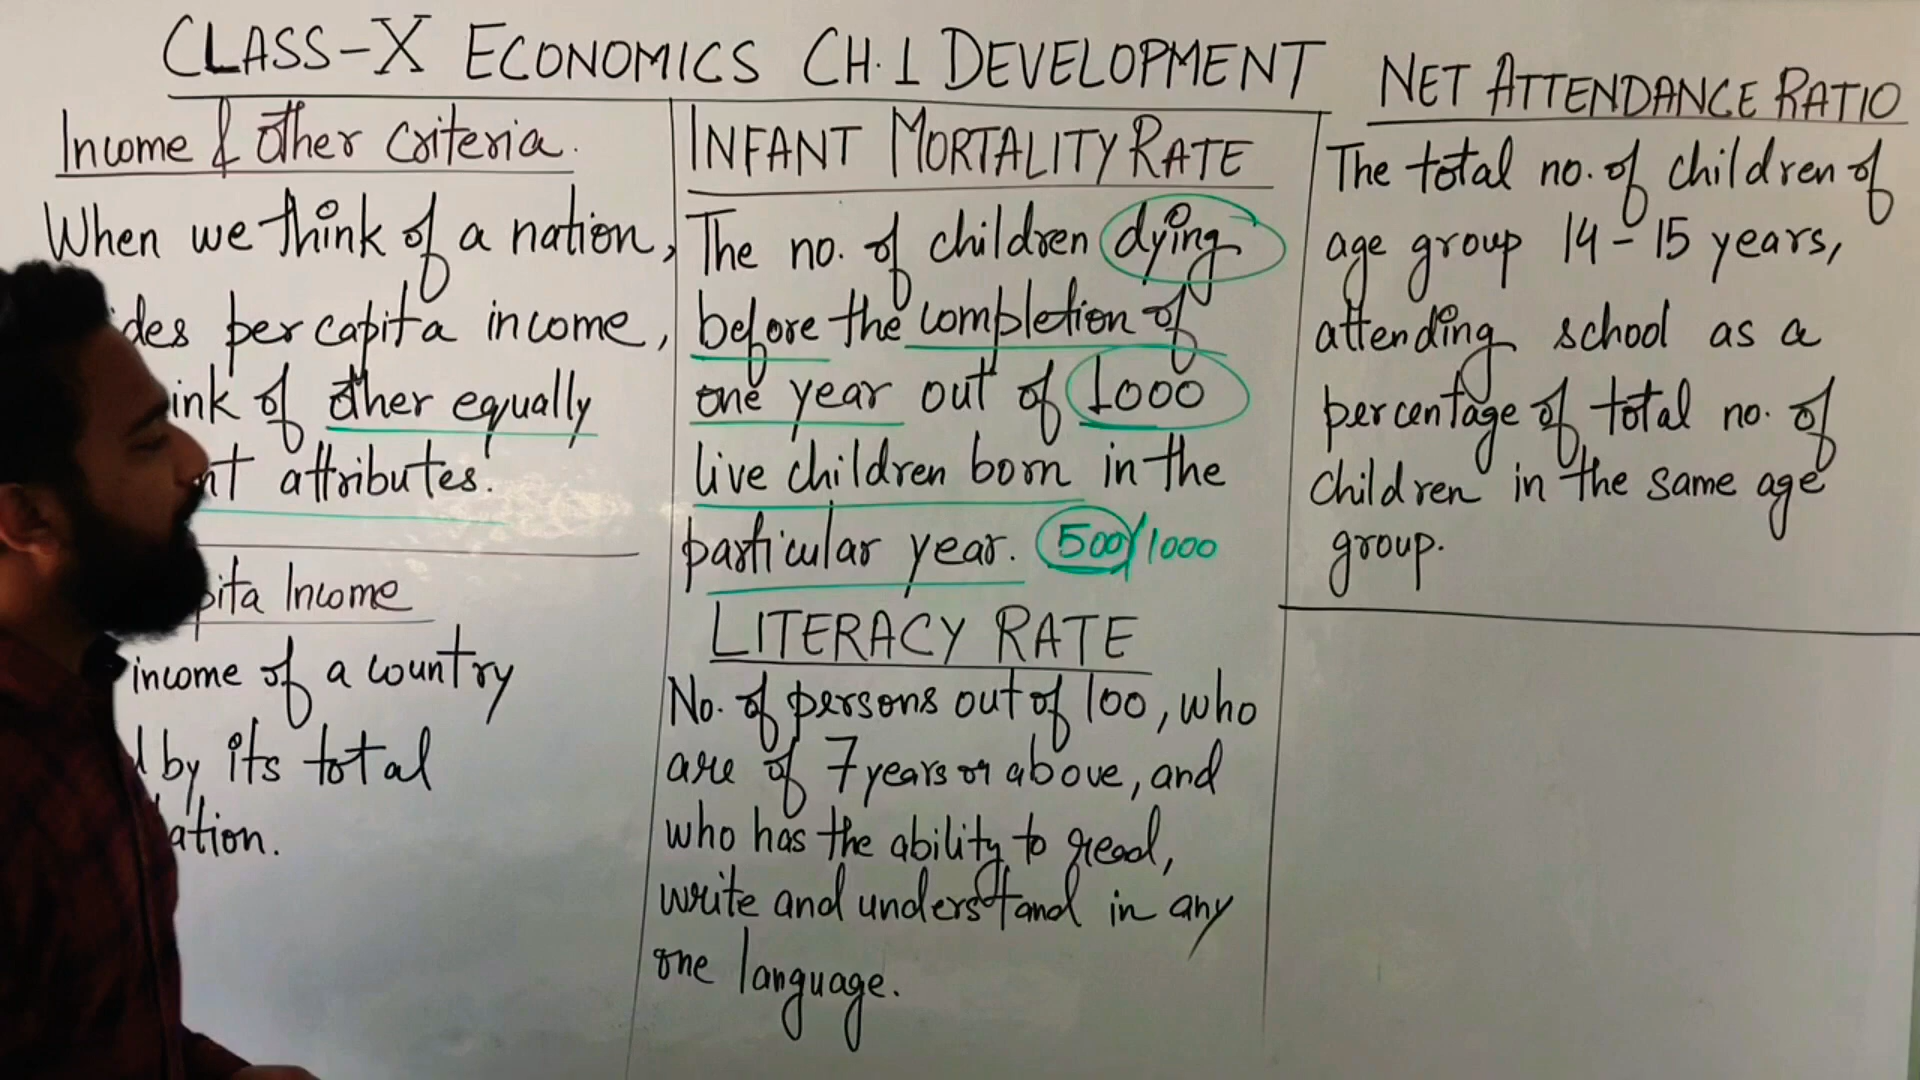 CLASS-X ECONOMICS CH.1 DEVELOPMENT
Income & other criteria.
When we think of a nation,
per capita income,
of other equally
attributes.
Income
income of a country
by its total
INFANT MORTALITY RATE
The no. of children dying
before the completion of
one year out of 1000
live children born in the
particular year. 500/1000
LITERACY RATE
No. of persons out of 100, who
are of 7 years or above, and
who has the ability to read,
write and understand in any
one language.
NET ATTENDANCE RATIO
The total no. of children of
age group 14-15 years,
attending school as a
percentage of total no. of
children in the same age
group.